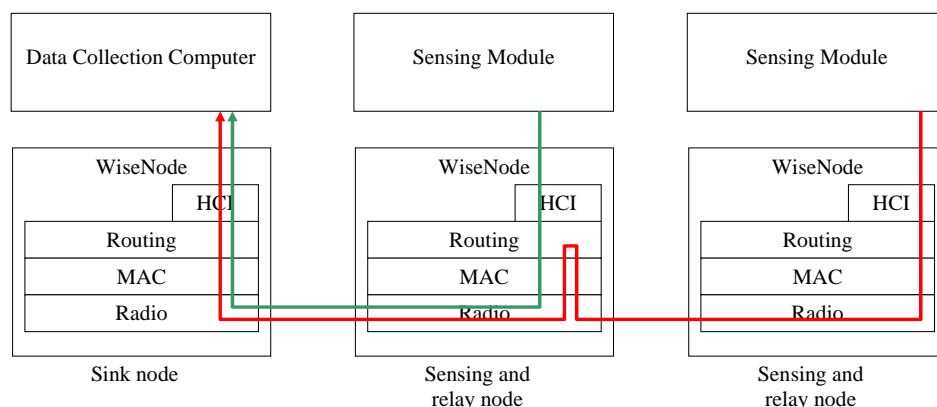 Data Collection Computer
Sensing Module
Sensing Module
WiseNode
HCI
Routing
MAC
Radio
Sink node
WiseNode
HCI
Routing
MAC
Radio
Sensing and
relay node
WiseNode
HCI
Routing
MAC
Radio
Sensing and
relay node